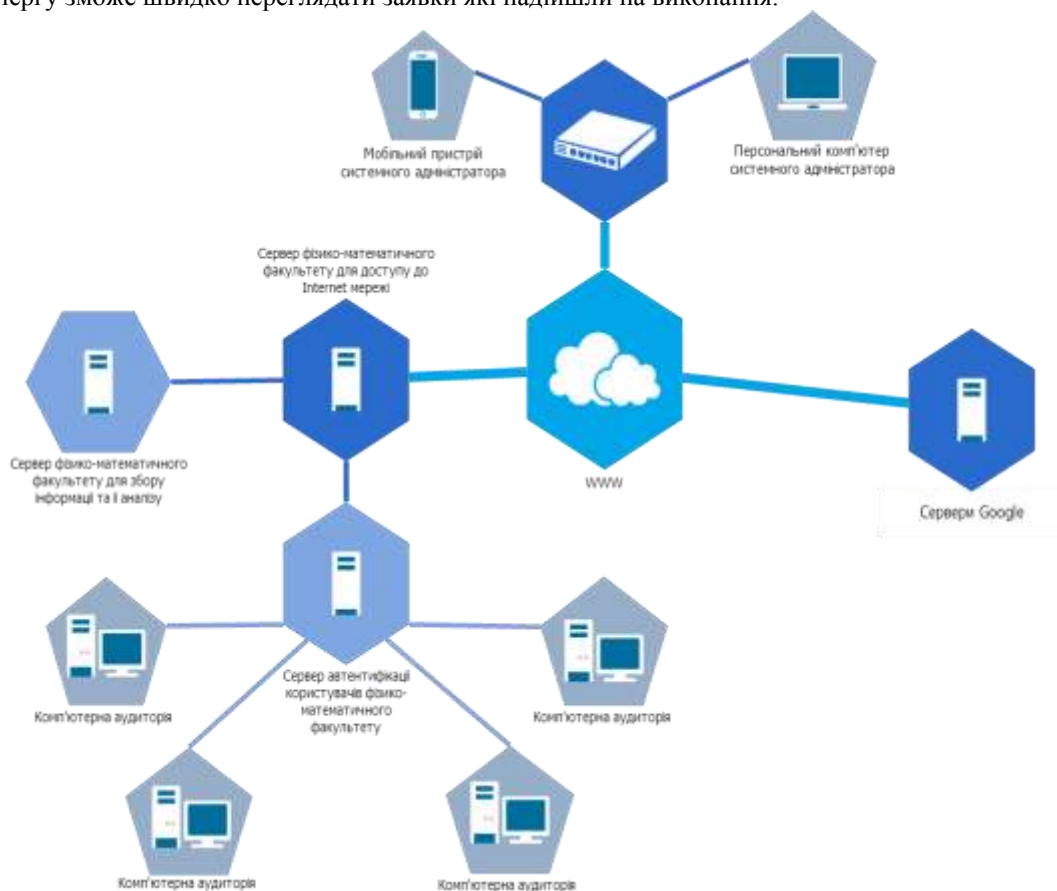 чергу зможе швидко переглядати заявки які надійшли на виконання.
Мобільний пристрій
системного адміністратора
Персональний комп'ютер
системного адміністратора
Сервер фізико-математичного
факультету для доступу до
Internet мережі
Сервер фізико-математичного
факультету для збору
інформації та її аналізу
WWW
Сервери Google
Сервер автентифікації
користувачів фізико-
математичного
факультету
Комп'ютерна аудиторія
Комп'ютерна аудиторія
Комп'ютерна аудиторія
Комп'ютерна аудиторія